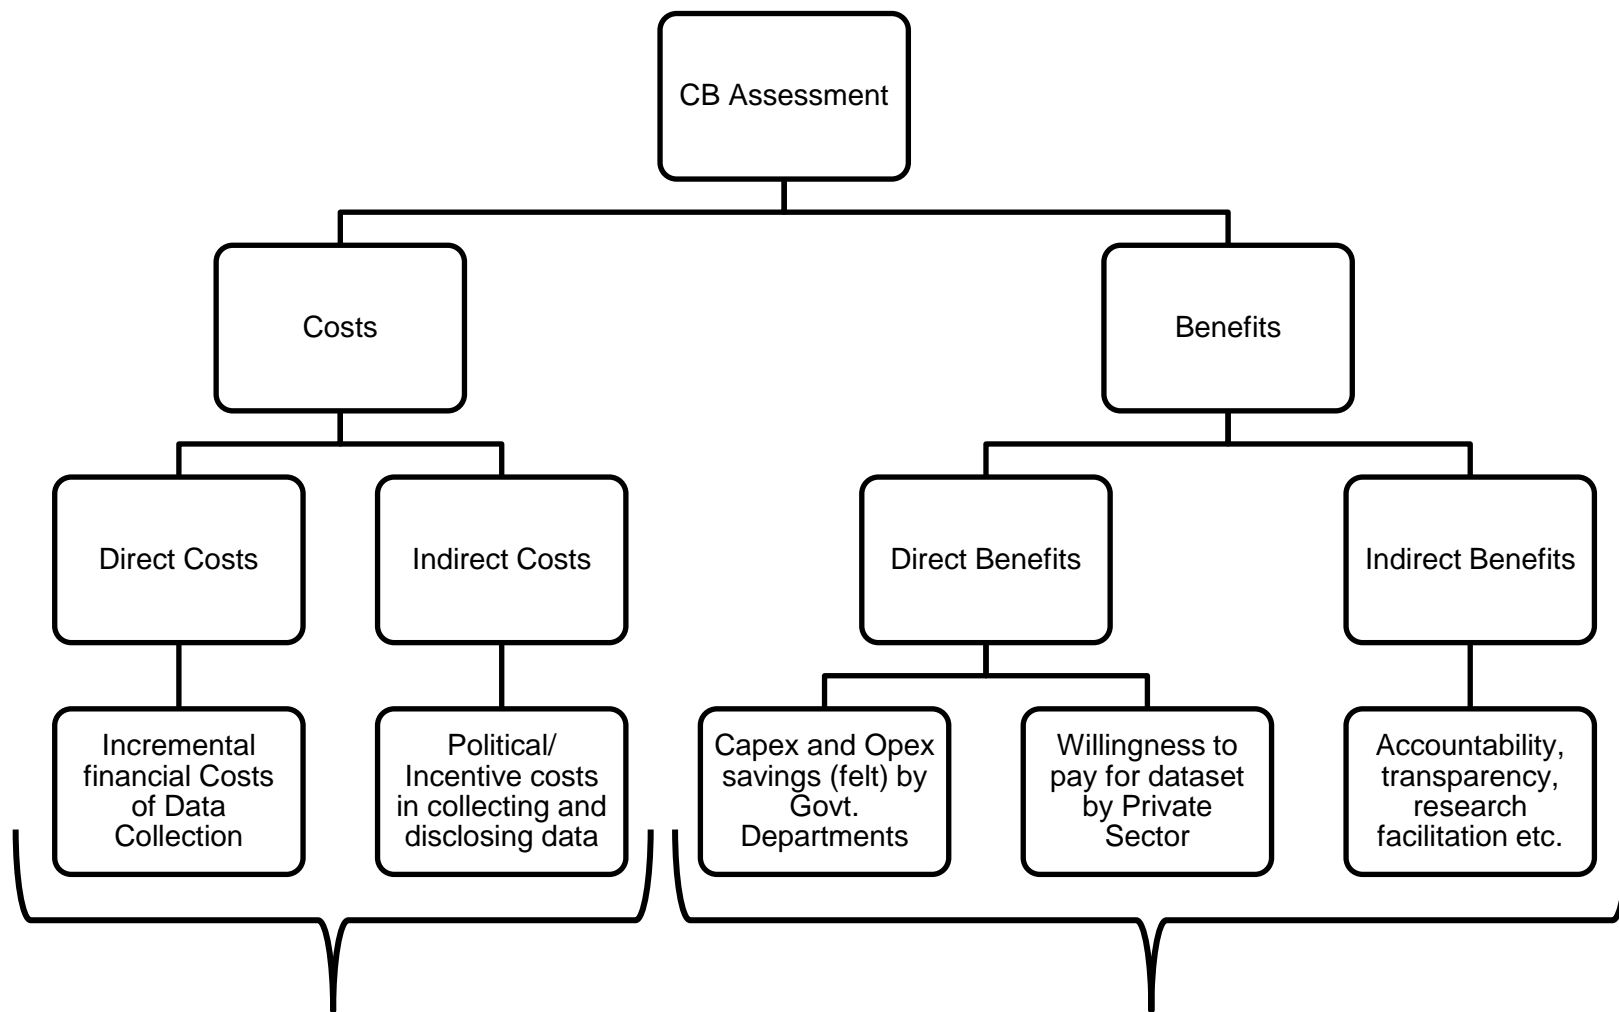 CB Assessment
Costs
Benefits
Direct Costs
Indirect Costs
Direct Benefits
Indirect Benefits
Incremental
financial Costs
of Data
Collection
Political/
Incentive costs
in collecting and
disclosing data
Capex and Opex
savings (felt) by
Govt.
Departments
Willingness to
pay for dataset
by Private
Sector
Accountability,
transparency,
research
facilitation etc.